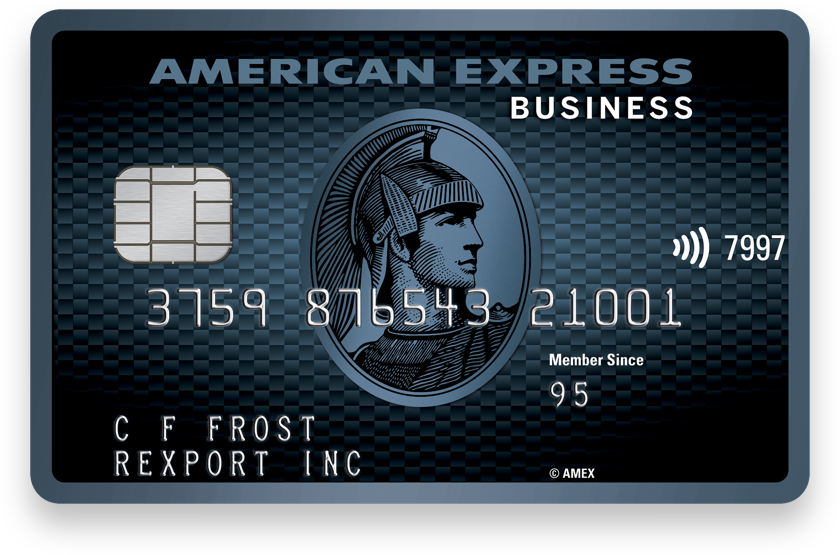 AMERICAN EXPRESS
BUSINESS
7997
3759 876543 21001
Member Since
95
C F FROST
REXPORT INC
© AMEX